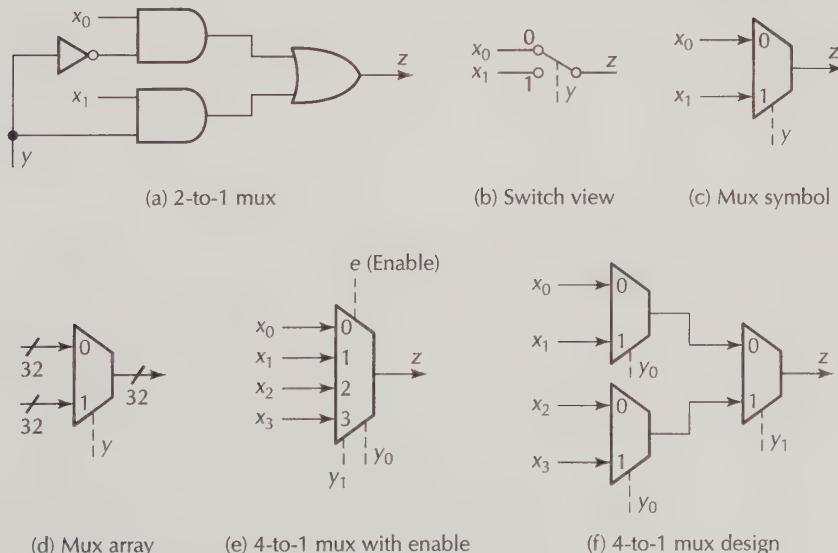 x₀
x₁
y
z
(a) 2-to-1 mux
x₀
x₁
0
1
y
z
(b) Switch view
x₀
x₁
0
1
y
z
(c) Mux symbol
32
32
0
1
32
y
(d) Mux array
e (Enable)
x₀
x₁
x₂
x₃
0
1
2
3
z
y₁
y₀
(e) 4-to-1 mux with enable
x₀
x₁
0
1
y₀
x₂
x₃
0
1
y₀
0
1
y₁
z
(f) 4-to-1 mux design